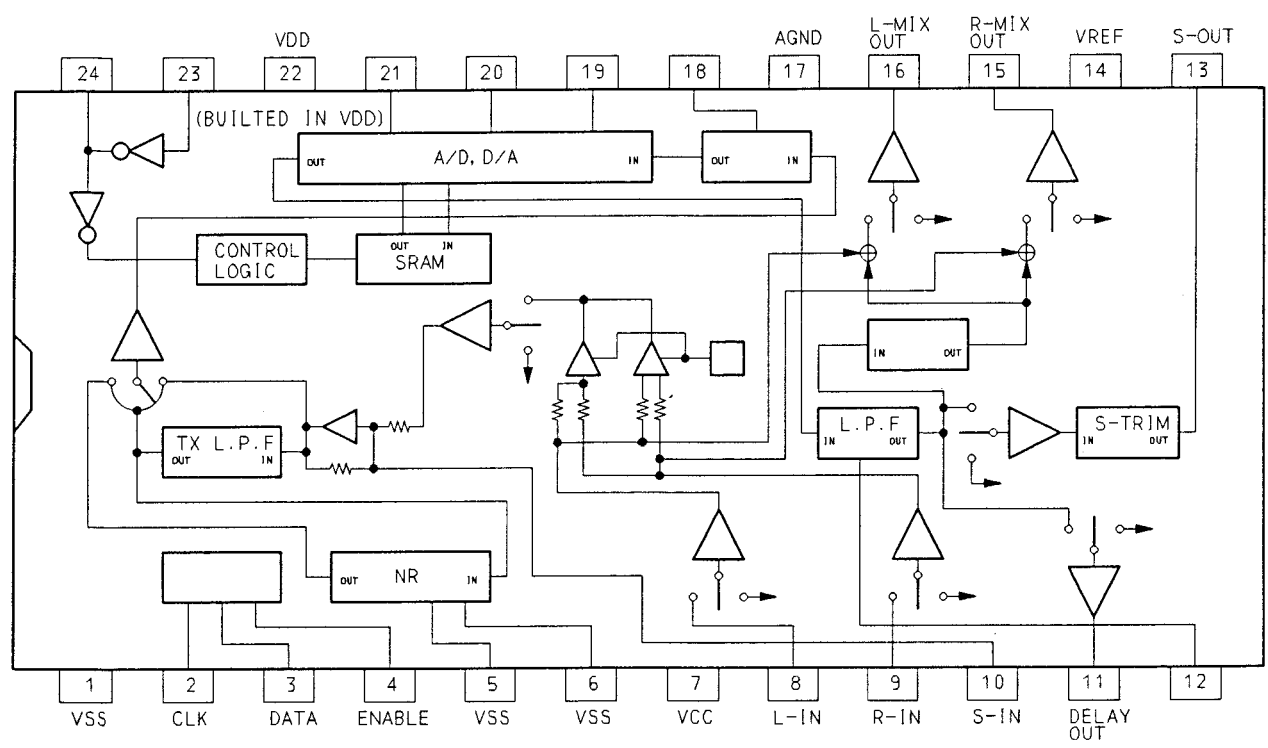 VDD AGND L-MIX OUT R-MIX OUT VREF S-OUT
24 23 22 21 20 19 18 17 16 15 14 13
(BUILTED IN VDD)
OUT A/D, D/A IN
OUT IN
CONTROL LOGIC
OUT IN
SRAM
IN OUT
L.P.F
IN OUT
S-TRIM
IN OUT
TX L.P.F
OUT IN
OUT NR IN
1 2 3 4 5 6 7 8 9 10 11 12
VSS CLK DATA ENABLE VSS VSS VCC L-IN R-IN S-IN DELAY OUT